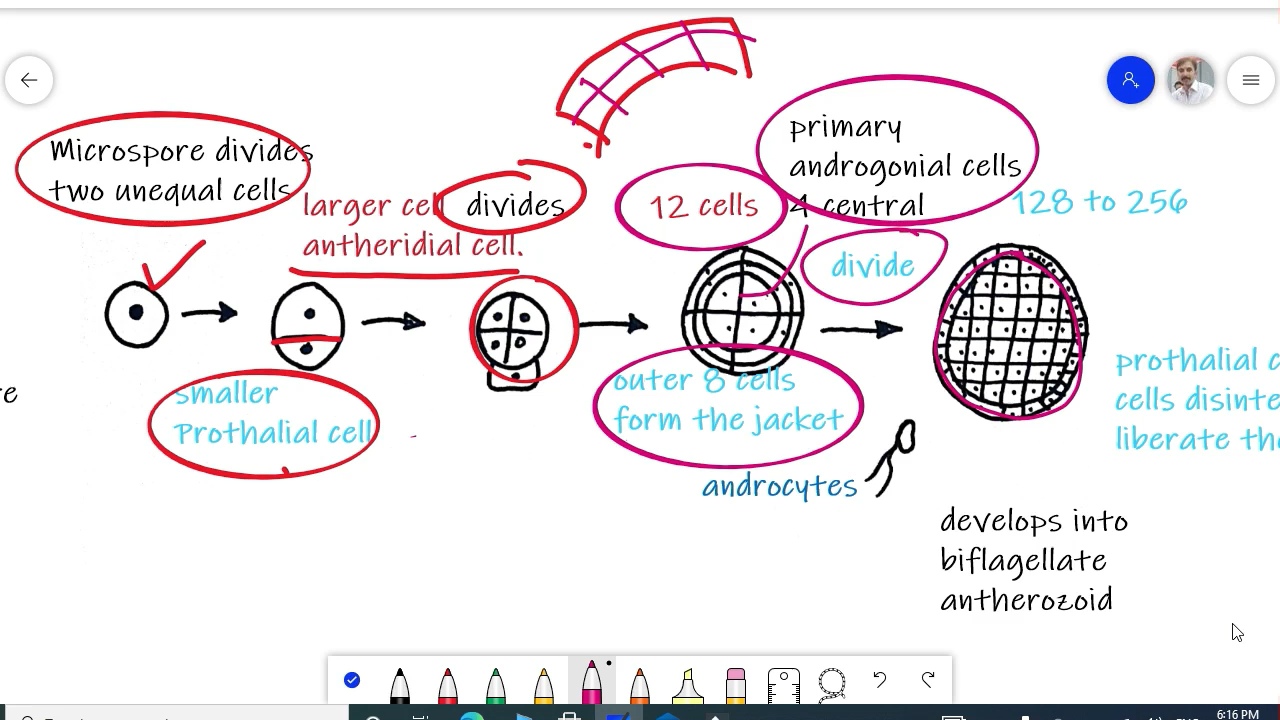 Microspore divides
two unequal cells
larger cell divides
antheridial cell.
12 cells
primary
androgonial cells
4 central
128 to 256
divide
smaller
Prothalial cell
outer 8 cells
form the jacket
androcytes
prothalial
cells
liberate
develops into
biflagellate
antherozoid
6:16 PM